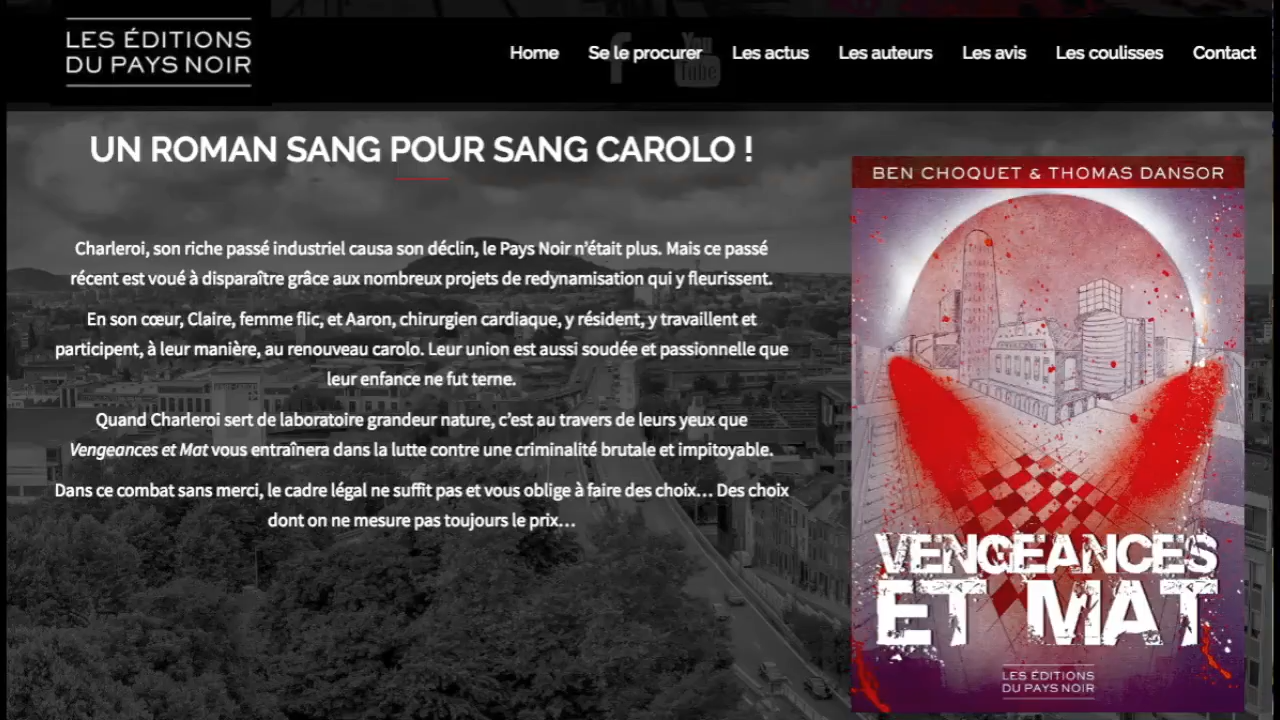 LES ÉDITIONS
DU PAYS NOIR
Home Se le procurer Les actus Les auteurs Les avis Les coulisses Contact
You
Tube
UN ROMAN SANG POUR SANG CAROLO !
Charleroi, son riche passé industriel causa son déclin, le Pays Noir n'était plus. Mais ce passé
récent est voué à disparaître grâce aux nombreux projets de redynamisation qui y fleurissent.
En son cœur, Claire, femme flic, et Aaron, chirurgien cardiaque, y résident, y travaillent et
participent, à leur manière, au renouveau carolo. Leur union est aussi soudée et passionnelle que
leur enfance ne fut terne.
Quand Charleroi sert de laboratoire grandeur nature, c'est au travers de leurs yeux que
Vengeances et Mat vous entraînera dans la lutte contre une criminalité brutale et impitoyable.
Dans ce combat sans merci, le cadre légal ne suffit pas et vous oblige à faire des choix… Des choix
dont on ne mesure pas toujours le prix…
BEN CHOQUET & THOMAS DANSOR
VENGEANCES
ET MAT
LES ÉDITIONS
DU PAYS NOIR